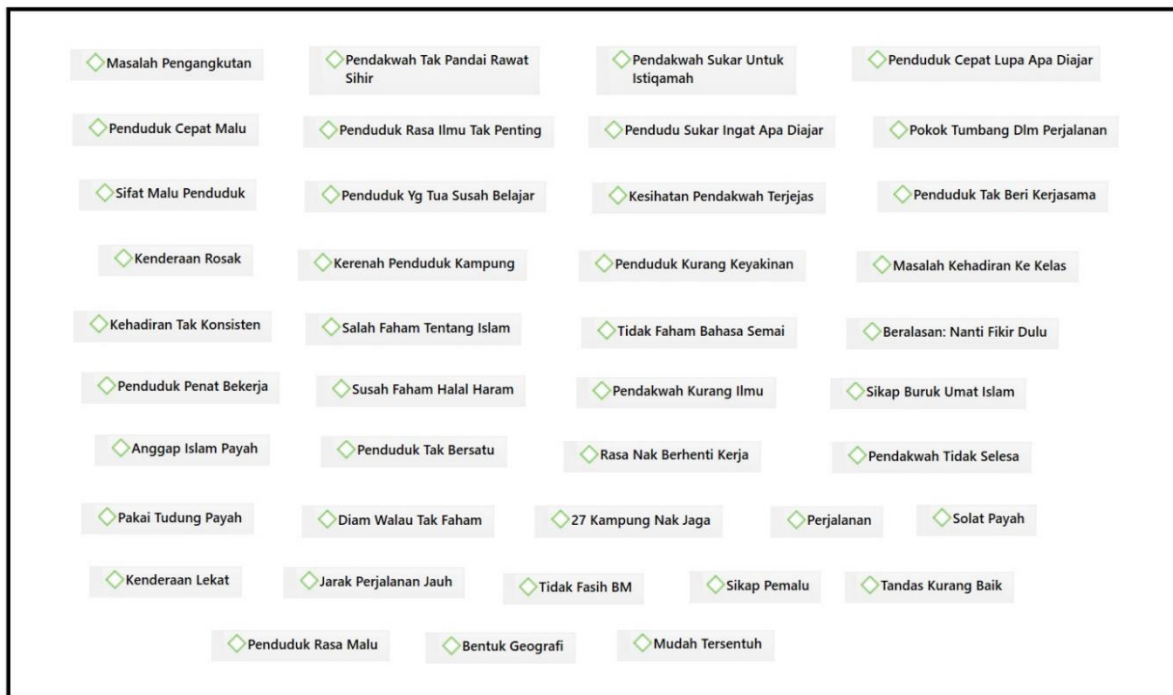 Masalah Pengangkutan
Pendakwah Tak Pandai Rawat
Sihir
Pendakwah Sukar Untuk
Istiqamah
Penduduk Cepat Lupa Apa Diajar
Penduduk Cepat Malu
Penduduk Rasa Ilmu Tak Penting
Pendudu Sukar Ingat Apa Diajar
Pokok Tumbang Dlm Perjalanan
Sifat Malu Penduduk
Penduduk Yg Tua Susah Belajar
Kesihatan Pendakwah Terjejas
Penduduk Tak Beri Kerjasama
Kenderaan Rosak
Kerenah Penduduk Kampung
Penduduk Kurang Keyakinan
Masalah Kehadiran Ke Kelas
Kehadiran Tak Konsisten
Salah Faham Tentang Islam
Tidak Faham Bahasa Semai
Beralasan: Nanti Fikir Dulu
Penduduk Penat Bekerja
Susah Faham Halal Haram
Pendakwah Kurang Ilmu
Sikap Buruk Umat Islam
Anggap Islam Payah
Penduduk Tak Bersatu
Rasa Nak Berhenti Kerja
Pendakwah Tidak Selesa
Pakai Tudung Payah
Diam Walau Tak Faham
27 Kampung Nak Jaga
Perjalanan
Solat Payah
Kenderaan Lekat
Jarak Perjalanan Jauh
Tidak Fasih BM
Sikap Pemalu
Tandas Kurang Baik
Penduduk Rasa Malu
Bentuk Geografi
Mudah Tersentuh